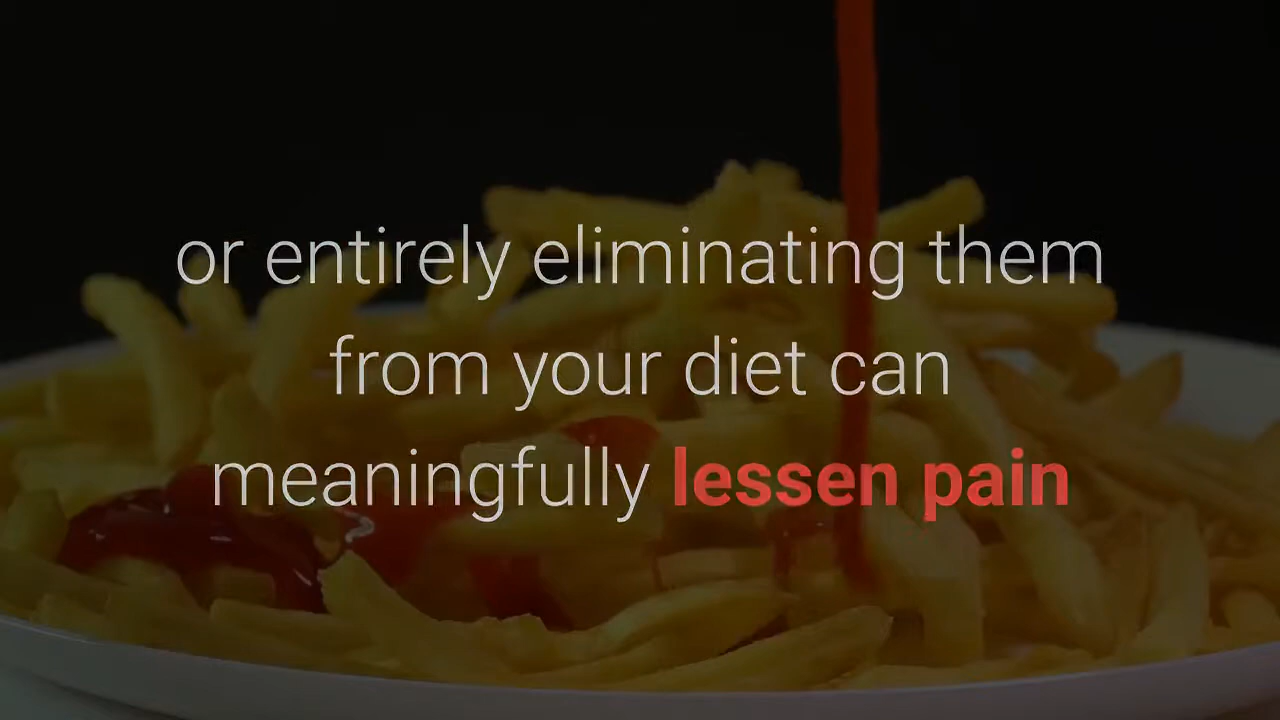 or entirely eliminating them
from your diet can
meaningfully lessen pain